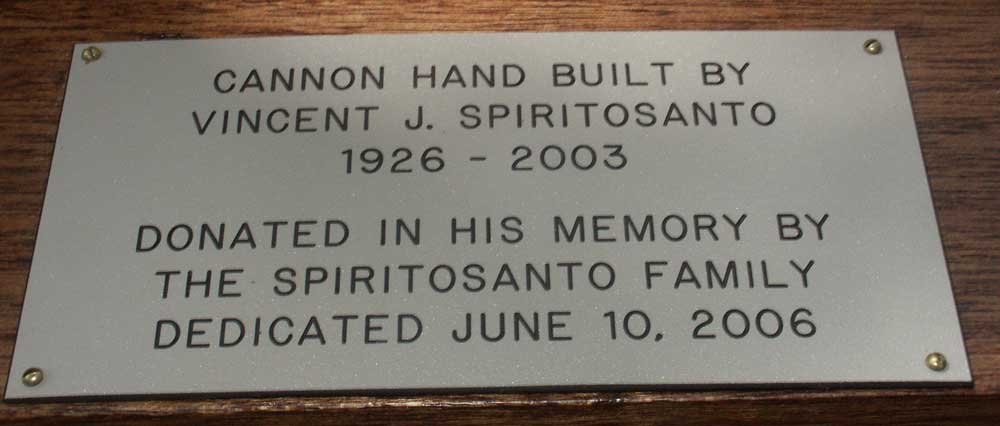 CANNON HAND BUILT BY
VINCENT J. SPIRITOSANTO
1926 - 2003
DONATED IN HIS MEMORY BY
THE SPIRITOSANTO FAMILY
DEDICATED JUNE 10, 2006